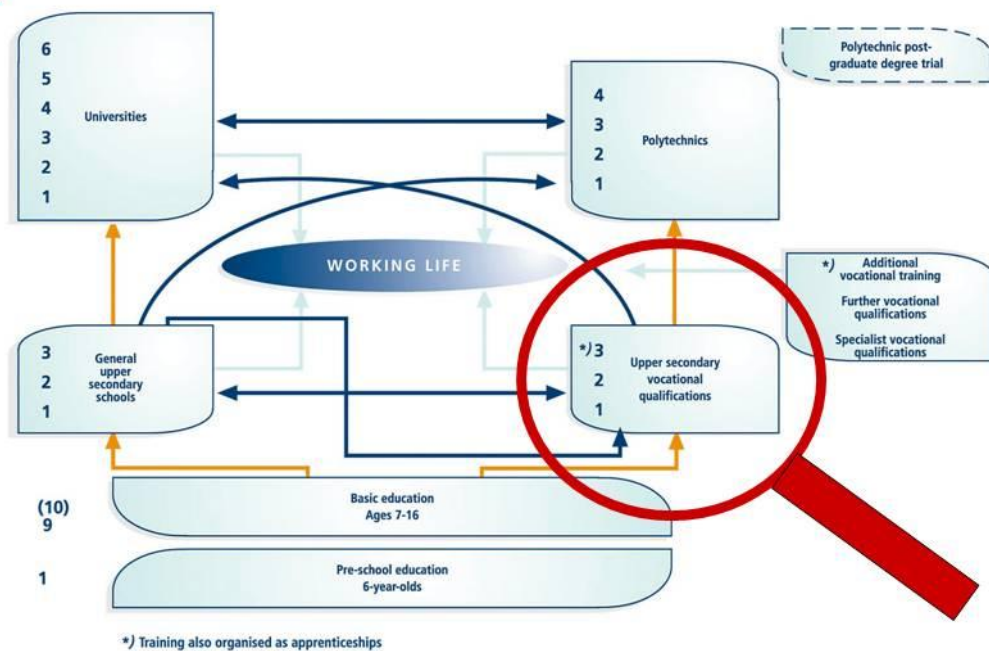 6
5
4
3
2
1
Universities
4
3
2
1
Polytechnics
Polytechnic post-
graduate degree trial
WORKING LIFE
*) Additional
vocational training
Further vocational
qualifications
Specialist vocational
qualifications
3
2
1
General
upper
secondary
schools
*) 3
2
1
Upper secondary
vocational
qualifications
(10)
9
Basic education
Ages 7-16
1
Pre-school education
6-year-olds
*) Training also organised as apprenticeships